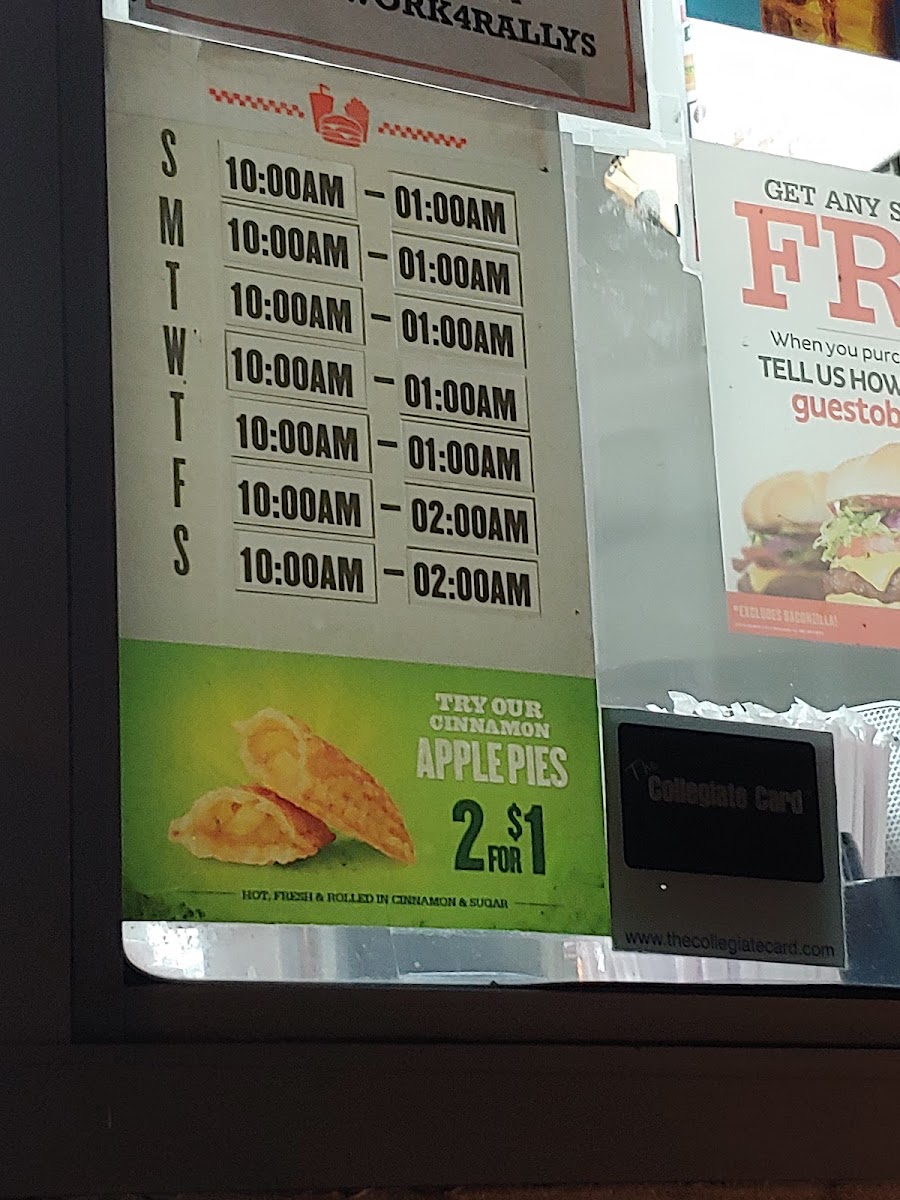 WORK4RALLYS
S 10:00AM – 01:00AM
M 10:00AM – 01:00AM
T 10:00AM – 01:00AM
W 10:00AM – 01:00AM
T 10:00AM – 01:00AM
F 10:00AM – 02:00AM
S 10:00AM – 02:00AM
TRY OUR
CINNAMON
APPLE PIES
2 FOR $1
HOT, FRESH & ROLLED IN CINNAMON & SUGAR
GET ANY S
FR
When you purc
TELL US HOW
guestob
*EXCLUDES BACONZILLA!
The
Collegiate Card
www.thecollegiatecard.com